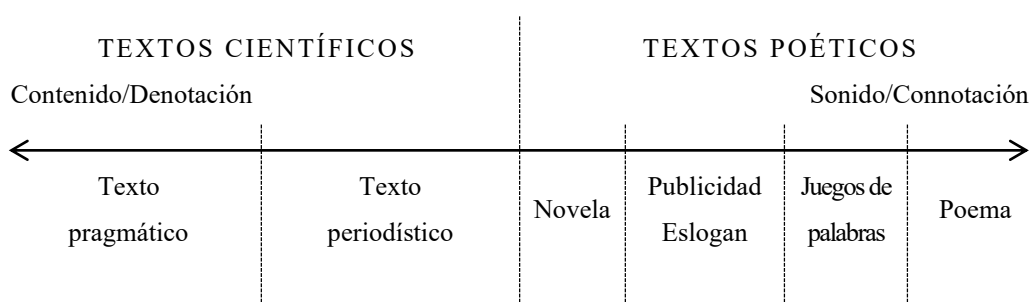 TEXTOS CIENTÍFICOS
TEXTOS POÉTICOS
Contenido/Denotación
Sonido/Connotación
Texto
pragmático
Texto
periodístico
Novela
Publicidad
Eslogan
Juegos de
palabras
Poema